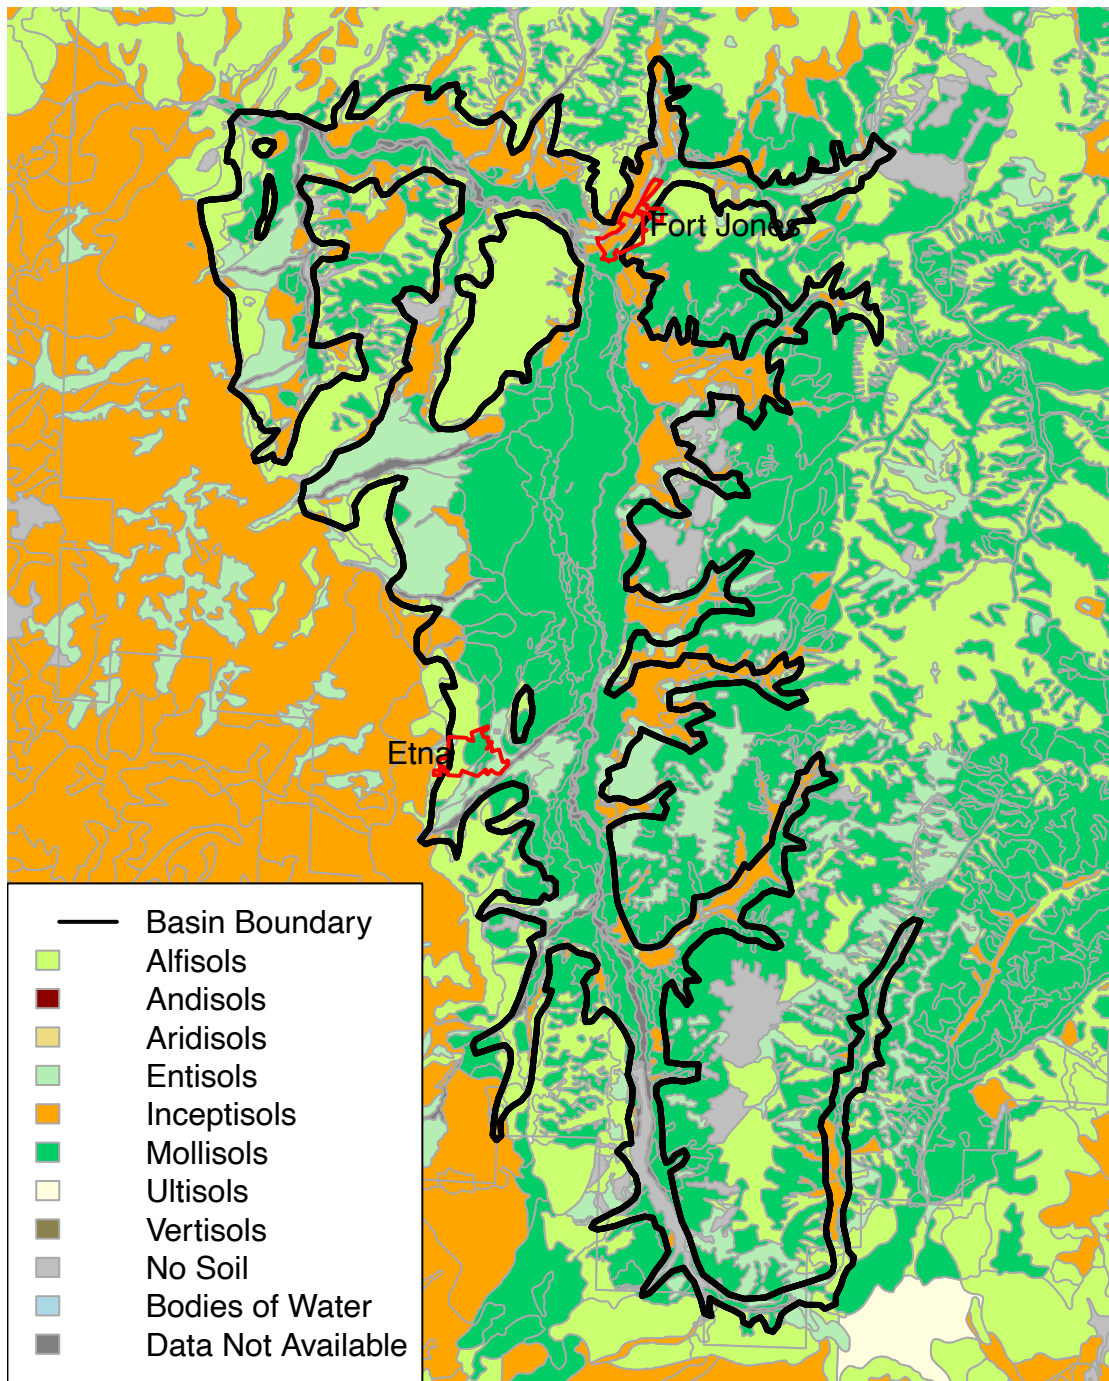 Fort Jones
Etna
Basin Boundary
Alfisols
Andisols
Aridisols
Entisols
Inceptisols
Mollisols
Ultisols
Vertisols
No Soil
Bodies of Water
Data Not Available